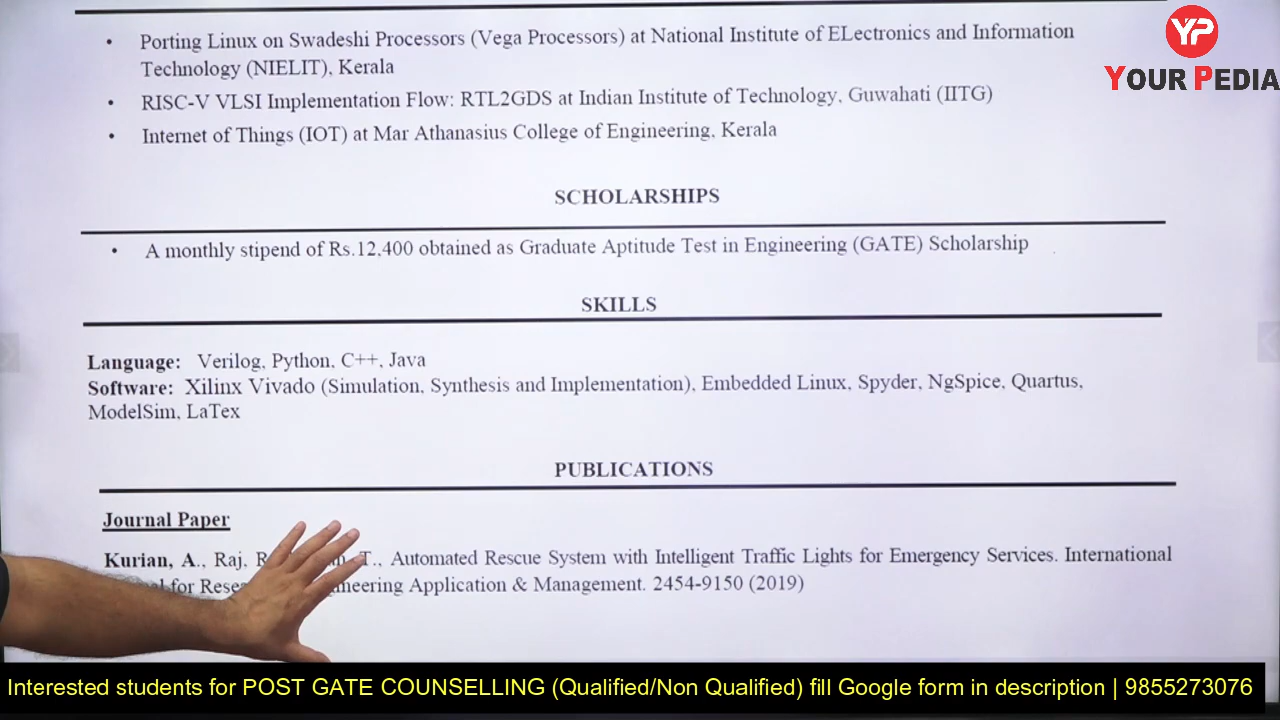 • Porting Linux on Swadeshi Processors (Vega Processors) at National Institute of ELectronics and Information
Technology (NIELIT), Kerala
• RISC-V VLSI Implementation Flow: RTL2GDS at Indian Institute of Technology, Guwahati (IITG)
• Internet of Things (IOT) at Mar Athanasius College of Engineering, Kerala
YP
YOUR PEDIA
SCHOLARSHIPS
• A monthly stipend of Rs.12,400 obtained as Graduate Aptitude Test in Engineering (GATE) Scholarship
SKILLS
Language: Verilog, Python, C++, Java
Software: Xilinx Vivado (Simulation, Synthesis and Implementation), Embedded Linux, Spyder, NgSpice, Quartus,
ModelSim, LaTex
PUBLICATIONS
Journal Paper
Kurian, A., Raj, T., Automated Rescue System with Intelligent Traffic Lights for Emergency Services. International
for Application & Management. 2454-9150 (2019)
Interested students for POST GATE COUNSELLING (Qualified/Non Qualified) fill Google form in description | 9855273076